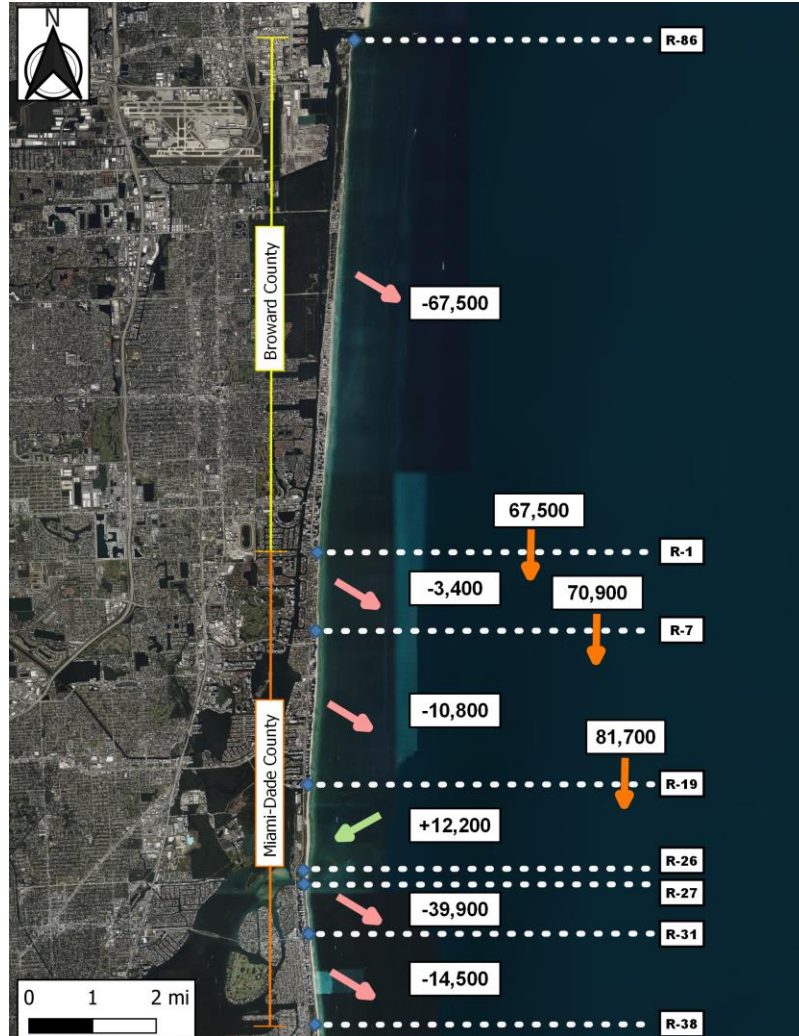 N
R-86
Broward County
-67,500
67,500
R-1
-3,400
70,900
R-7
Miami-Dade County
-10,800
81,700
R-19
+12,200
R-26
R-27
-39,900
R-31
-14,500
0 1 2 mi
R-38